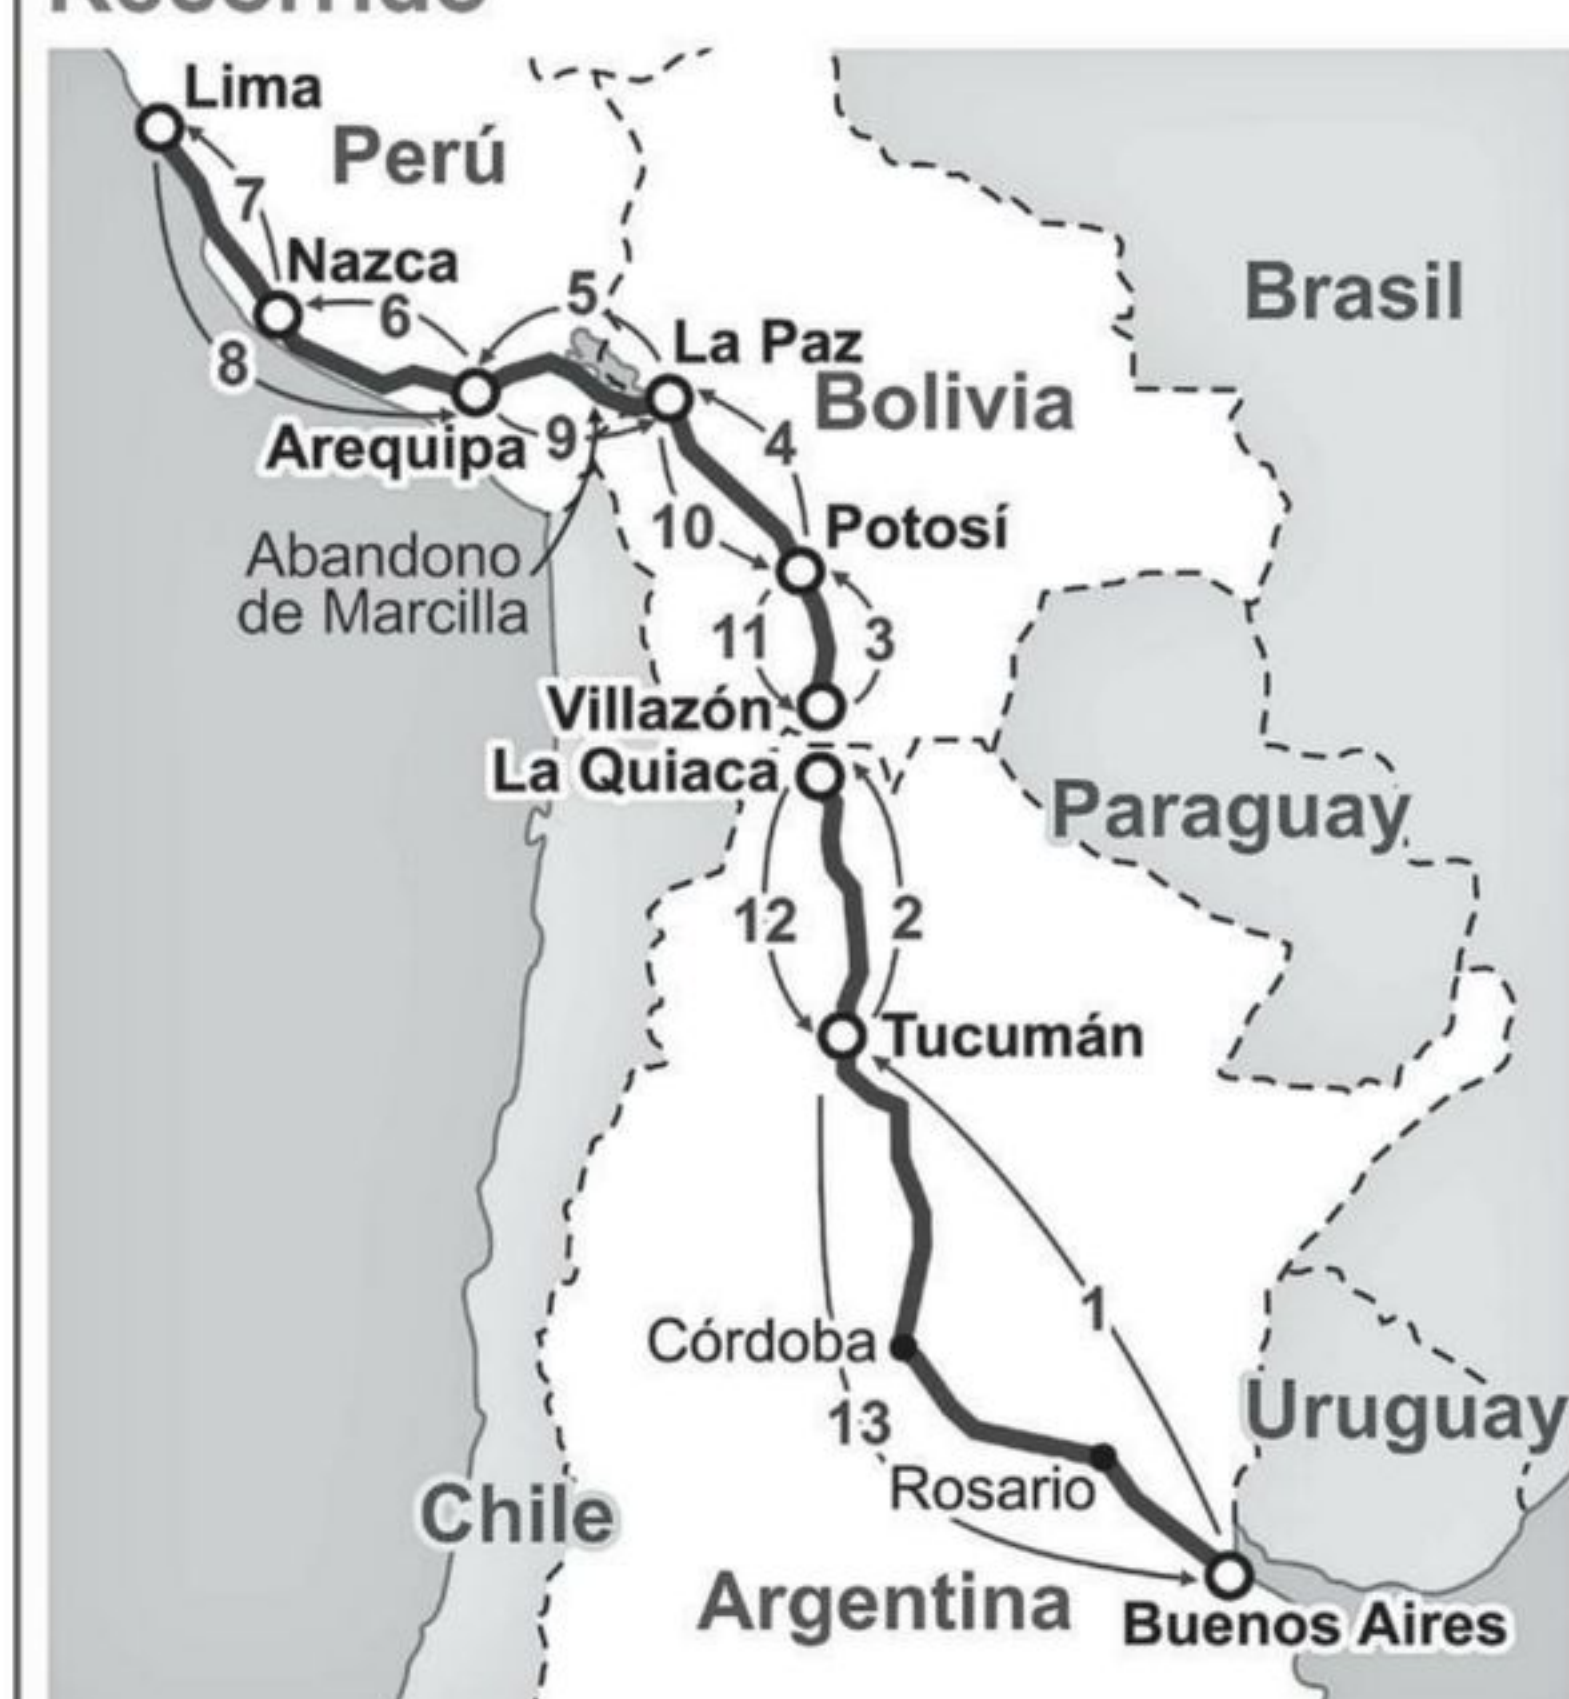 Recorrido
Lima
Perú
7
Nazca
Brasil
5
6
La Paz
8
Bolivia
4
Arequipa
9
10
Potosí
Abandono
de Marcilla
11
3
Villazón
La Quiaca
Paraguay
12
2
Tucumán
1
Córdoba
Uruguay
13
Rosario
Chile
Argentina
Buenos Aires